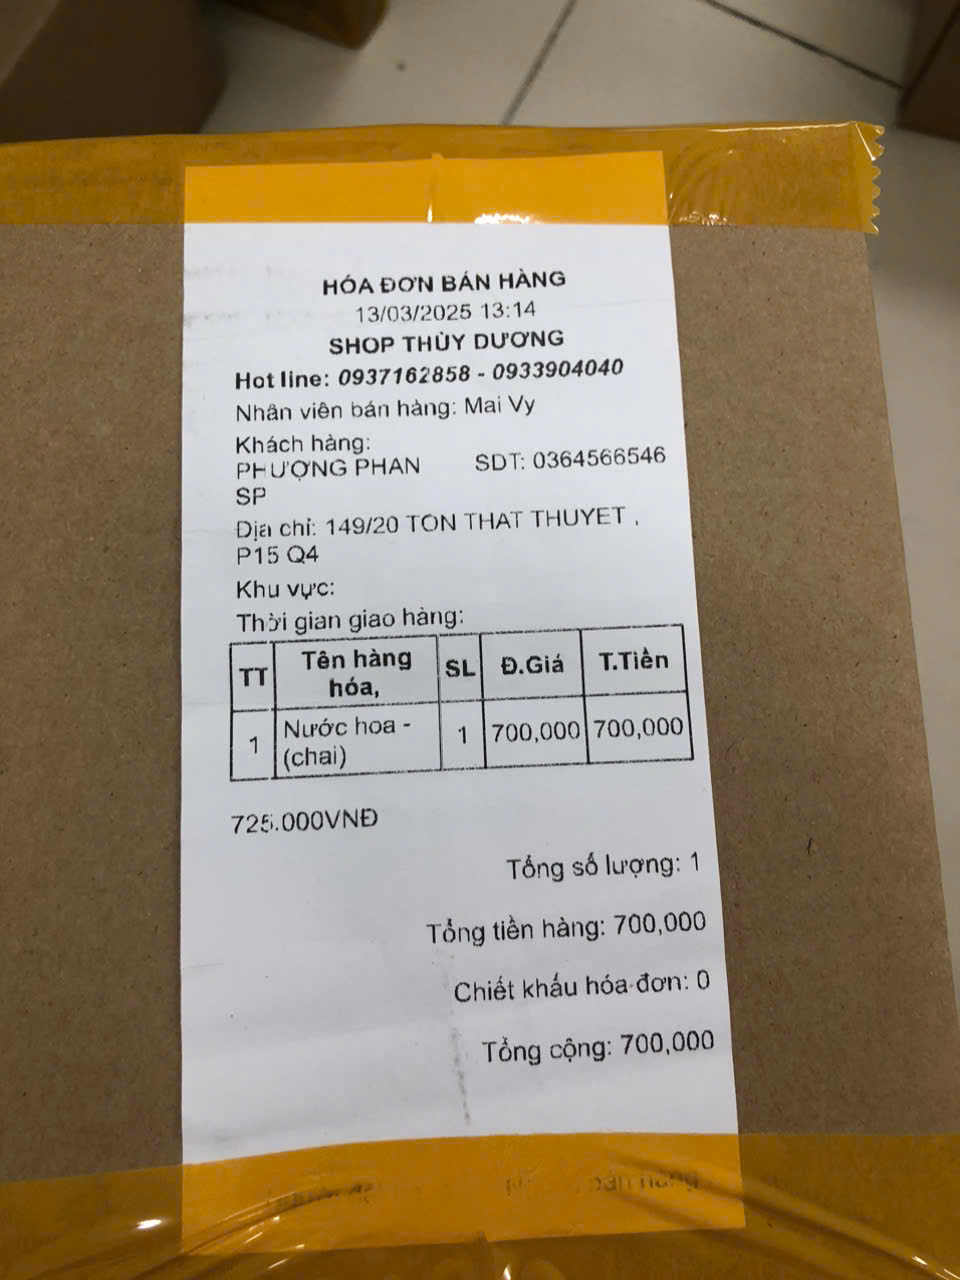 HÓA ĐƠN BÁN HÀNG
13/03/2025 13:14
SHOP THÙY DƯƠNG
Hot line: 0937162858 - 0933904040
Nhân viên bán hàng: Mai Vy
Khách hàng:
PHƯỢNG PHAN SDT: 0364566546
SP
Địa chỉ: 149/20 TON THAT THUYET ,
P15 Q4
Khu vực:
Thời gian giao hàng:
TT Tên hàng hóa, SL Đ.Giá T.Tiền
1 Nước hoa - (chai) 1 700,000 700,000
725.000VNĐ
Tổng số lượng: 1
Tổng tiền hàng: 700,000
Chiết khấu hóa đơn: 0
Tổng cộng: 700,000